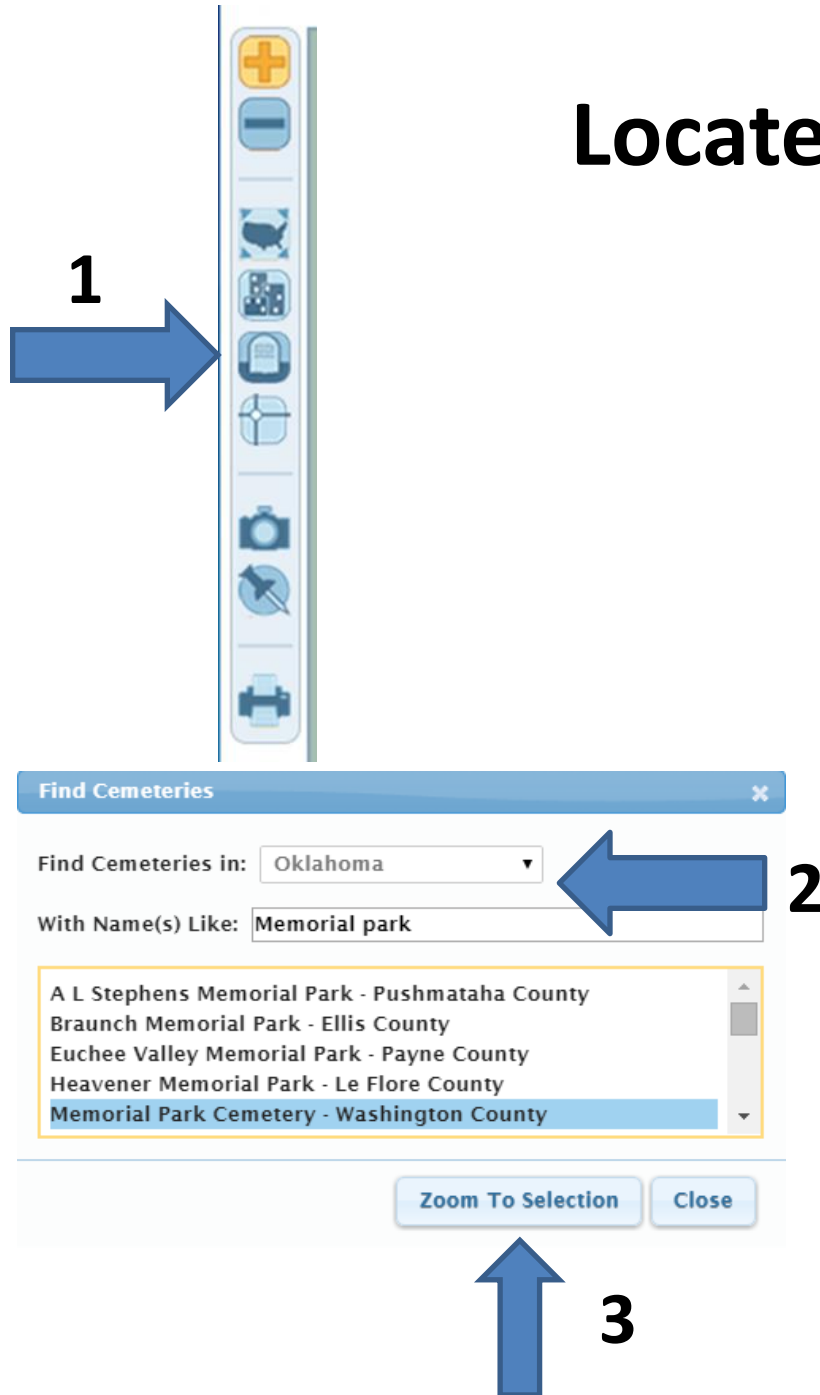 Locate
1
Find Cemeteries
Find Cemeteries in: Oklahoma
2
With Name(s) Like: Memorial park
A L Stephens Memorial Park - Pushmataha County
Braunch Memorial Park - Ellis County
Euchee Valley Memorial Park - Payne County
Heavener Memorial Park - Le Flore County
Memorial Park Cemetery - Washington County
Zoom To Selection Close
3